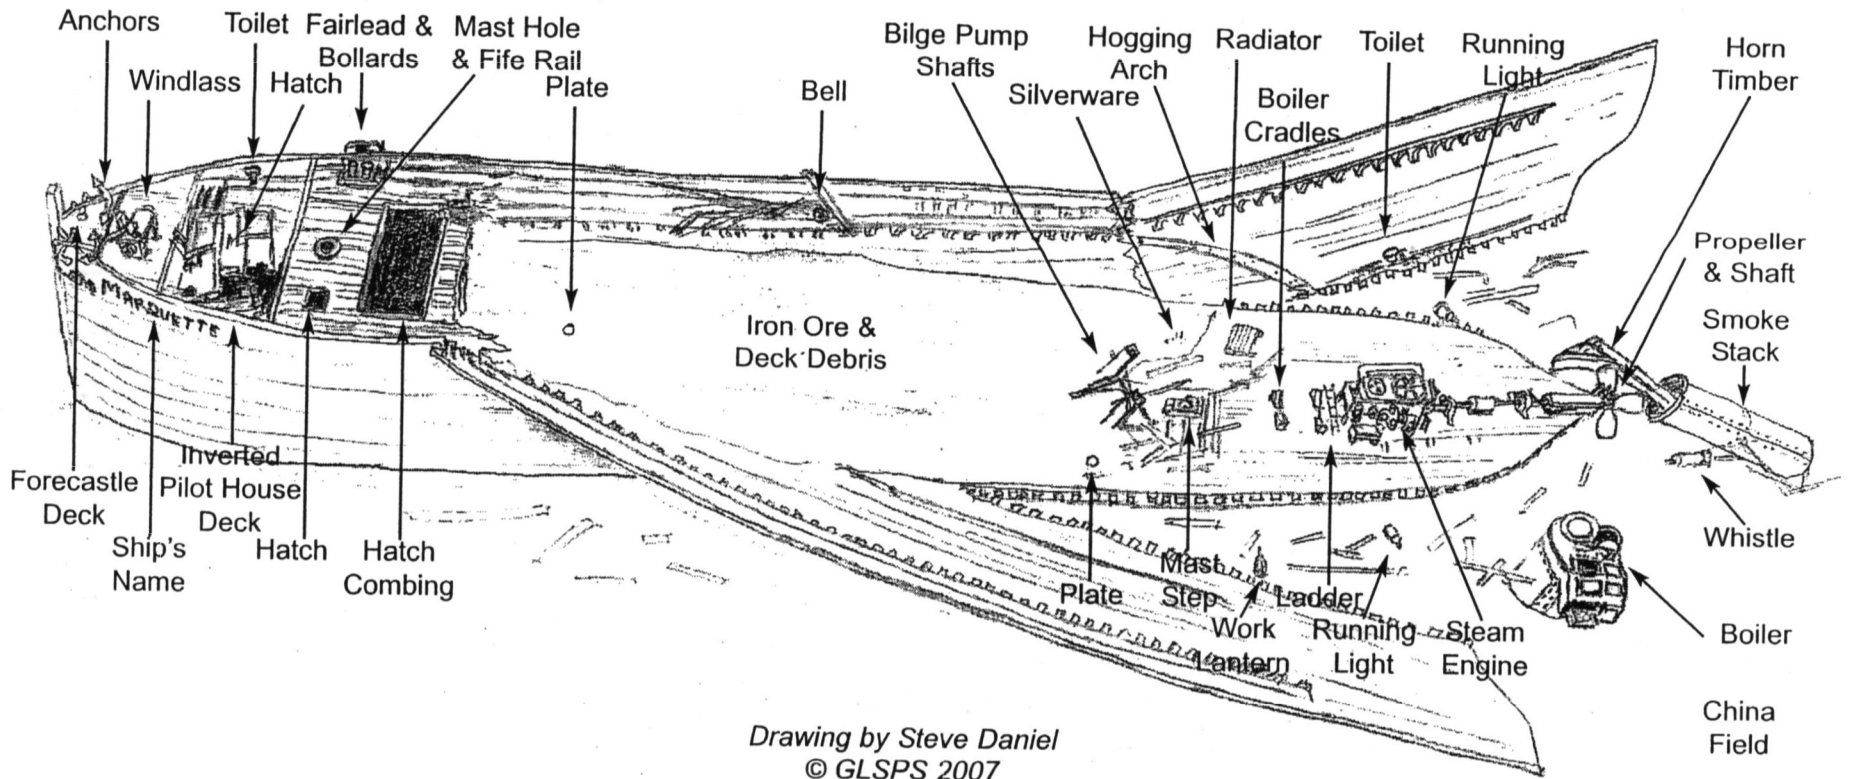 Anchors
Toilet
Fairlead &
Bollards
Mast Hole
& Fife Rail
Windlass
Hatch
Plate
Bell
Bilge Pump
Shafts
Silverware
Hogging
Arch
Radiator
Boiler
Cradles
Toilet
Running
Light
Horn
Timber
Propeller
& Shaft
Smoke
Stack
MARQUETTE
Iron Ore &
Deck Debris
Forecastle
Deck
Ship's
Name
Inverted
Pilot House
Deck
Hatch
Hatch
Combing
Plate
Mast
Step
Work
Lantern
Ladder
Running
Light
Steam
Engine
Whistle
Boiler
China
Field
Drawing by Steve Daniel
© GLSPS 2007